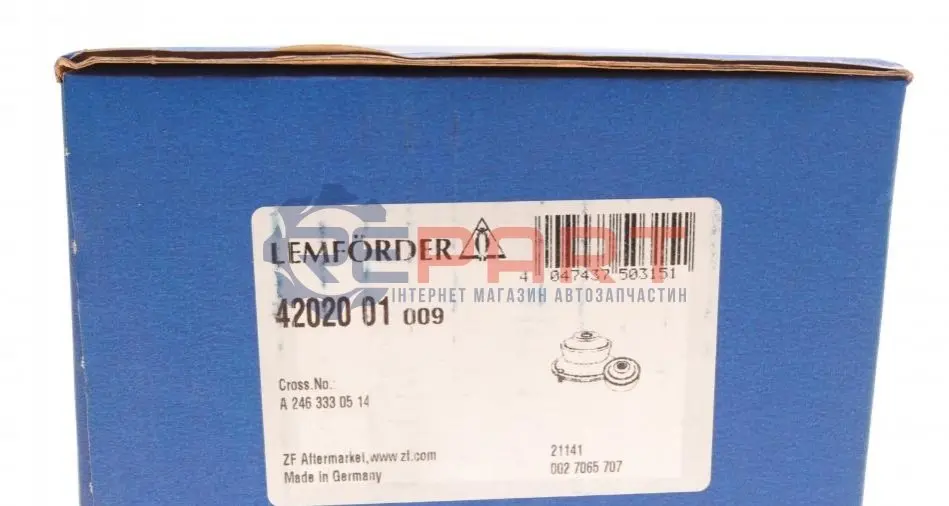 LEMFÖRDER
4 047437 503151
REPART
ІНТЕРНЕТ МАГАЗИН АВТОЗАПЧАСТИН
42020 01 009
Cross.No.:
A 246 333 05 14
ZF Aftermarket, www.zf.com
Made in Germany
21141
002 7065 707